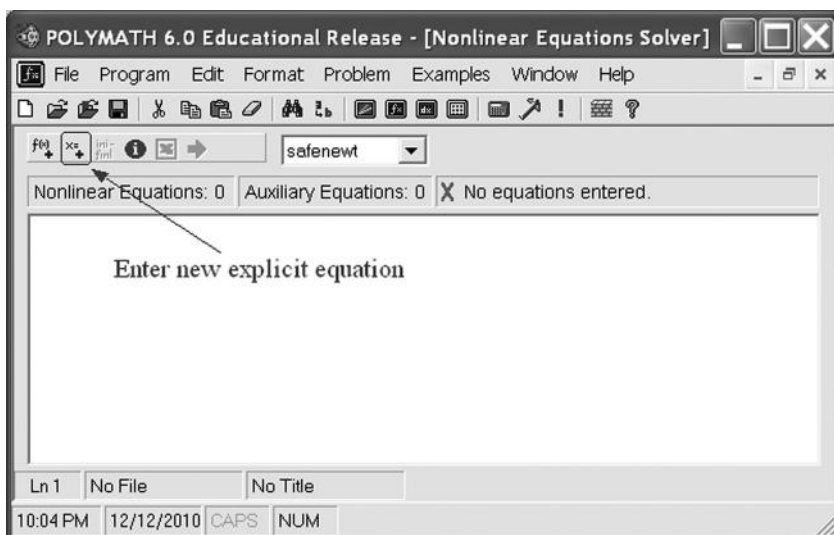 POLYMATH 6.0 Educational Release - [Nonlinear Equations Solver]
File Program Edit Format Problem Examples Window Help
f(x) x= ini- finl safenewt
Nonlinear Equations: 0 Auxiliary Equations: 0 No equations entered.
Enter new explicit equation
Ln 1 No File No Title
10:04 PM 12/12/2010 CAPS NUM